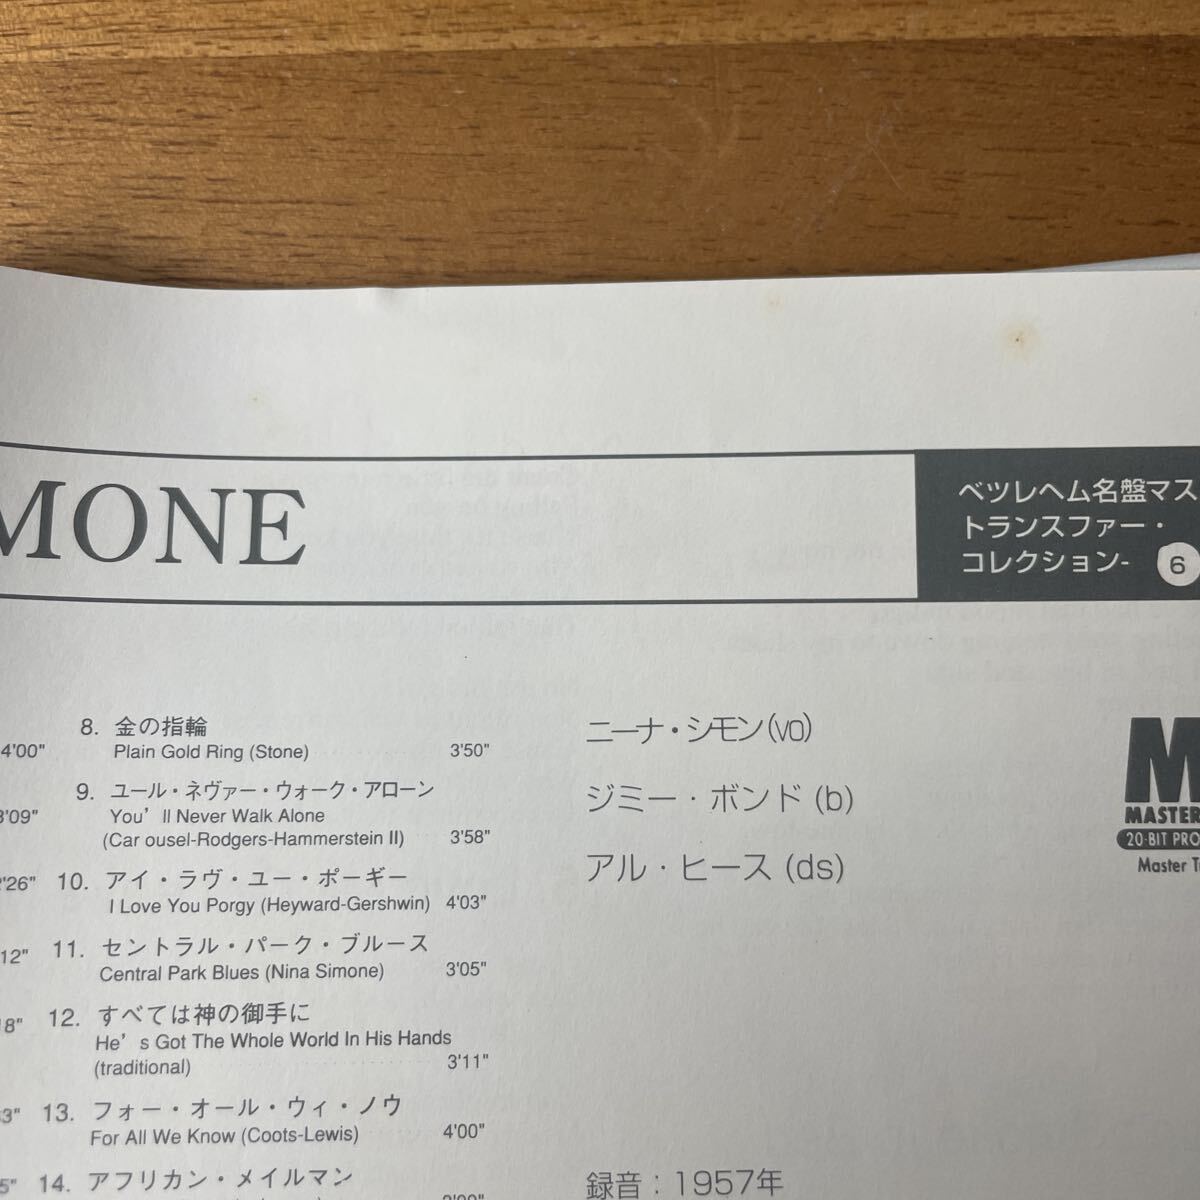 MONE
ベツレヘム名盤マス
トランスファー・
コレクション- 6
4'00"
3'09"
12"
8. 金の指輪
Plain Gold Ring (Stone) 3'50"
9. ユール・ネヴァー・ウォーク・アローン
You' ll Never Walk Alone
(Car ousel-Rodgers-Hammerstein II) 3'58"
10. アイ・ラヴ・ユー・ポーギー
I Love You Porgy (Heyward-Gershwin) 4'03"
11. セントラル・パーク・ブルース
Central Park Blues (Nina Simone) 3'05"
12. すべては神の御手に
He' s Got The Whole World In His Hands
(traditional) 3'11"
13. フォー・オール・ウィ・ノウ
For All We Know (Coots-Lewis) 4'00"
14. アフリカン・メイルマン
ニーナ・シモン(vo)
ジミー・ボンド (b)
アル・ヒース (ds)
録音：1957年
M
MASTER
20-BIT PRO
Master T